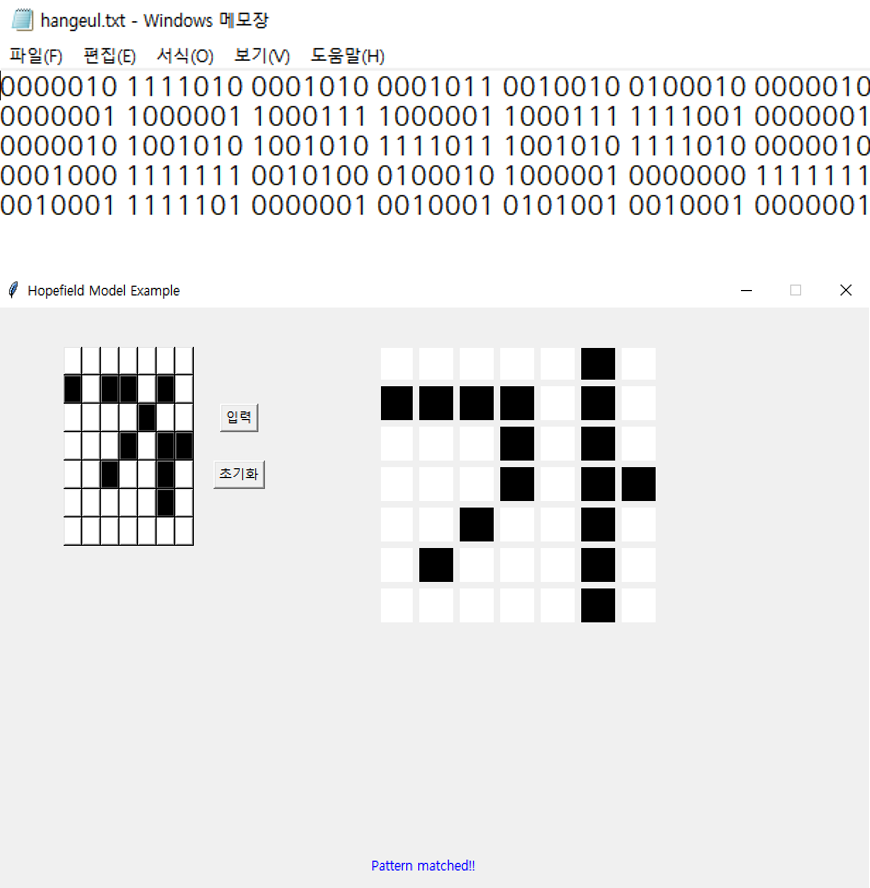 hangeul.txt - Windows 메모장
파일(F) 편집(E) 서식(O) 보기(V) 도움말(H)
0000010 1111010 0001010 0001011 0010010 0100010 0000010
0000001 1000001 1000111 1000001 1000111 1111001 0000001
0000010 1001010 1001010 1111011 1001010 1111010 0000010
0001000 1111111 0010100 0100010 1000001 0000000 1111111
0010001 1111101 0000001 0010001 0101001 0010001 0000001
Hopefield Model Example
입력
초기화
Pattern matched!!